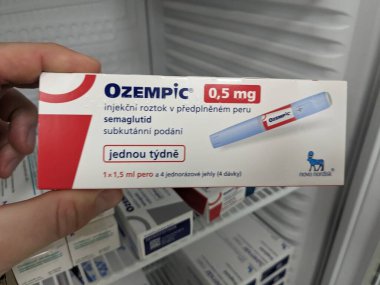 OZEMPIC® 0,5 mg
injekční roztok v předplněném peru
semaglutid
subkutánní podání
jednou týdně
1 × 1,5 ml pero a 4 jednorázové jehly (4 dávky)
novo nordisk
OZEMPIC